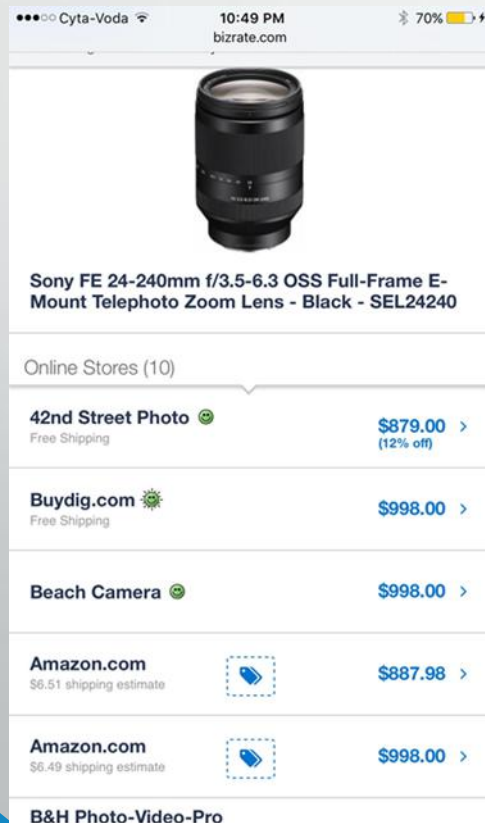 Cyta-Voda
10:49 PM
70%
bizrate.com
Sony FE 24-240mm f/3.5-6.3 OSS Full-Frame E-
Mount Telephoto Zoom Lens - Black - SEL24240
Online Stores (10)
42nd Street Photo
Free Shipping
$879.00
(12% off)
Buydig.com
Free Shipping
$998.00
Beach Camera
$998.00
Amazon.com
$6.51 shipping estimate
$887.98
Amazon.com
$6.49 shipping estimate
$998.00
B&H Photo-Video-Pro